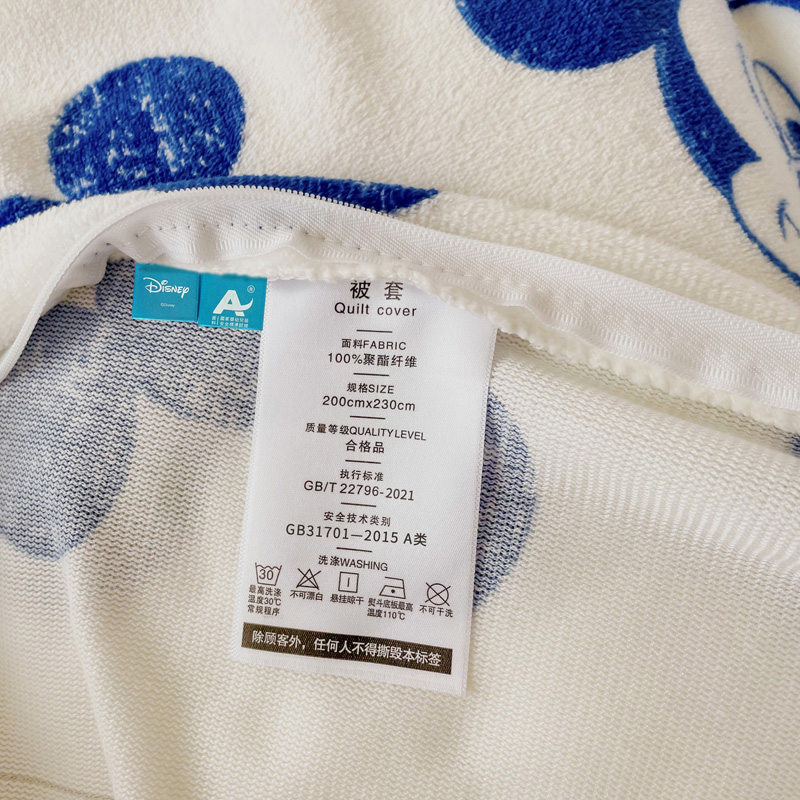 Disney
A®
被套
Quilt cover
面料FABRIC
100%聚酯纤维
规格SIZE
200cmx230cm
质量等级QUALITYLEVEL
合格品
执行标准
GB/T 22796-2021
安全技术类别
GB31701—2015 A类
洗涤WASHING
30
最高洗涤 温度30℃ 常规程序
不可漂白
悬挂晾干
熨斗底板最高 温度110℃
不可干洗
除顾客外，任何人不得撕毁本标签